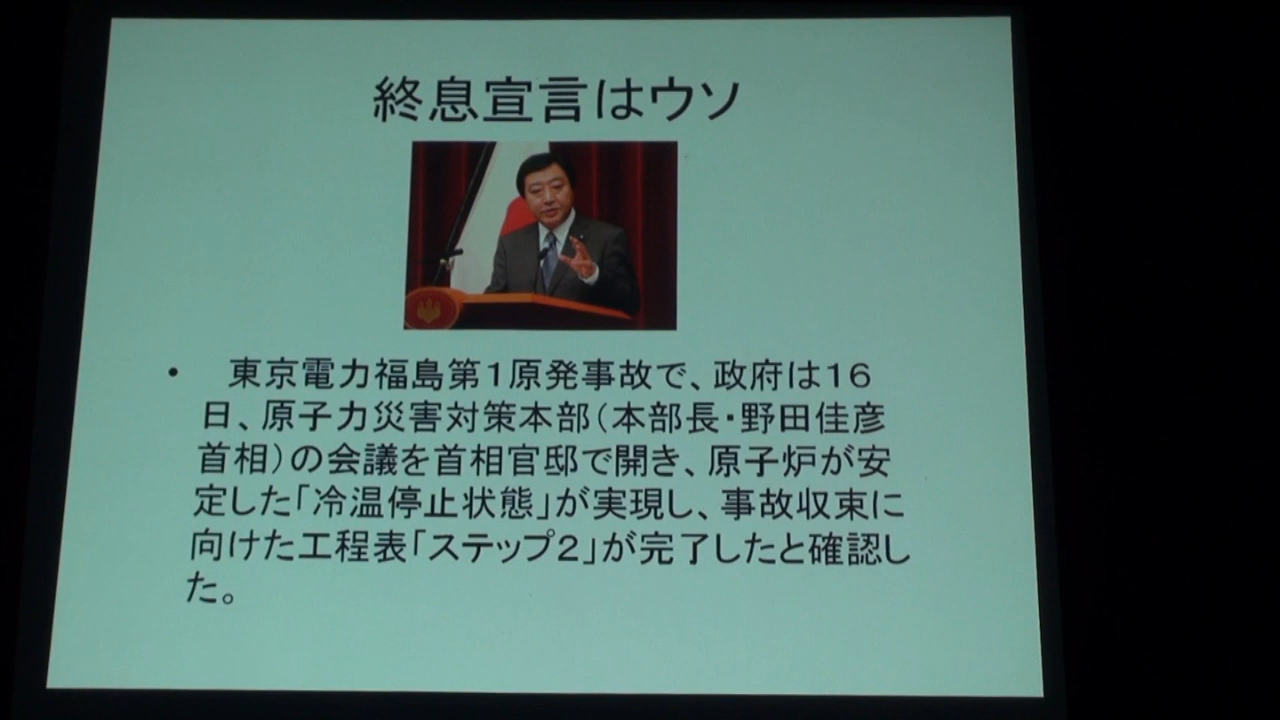 終息宣言はウソ
• 東京電力福島第1原発事故で、政府は16
日、原子力災害対策本部(本部長・野田佳彦
首相)の会議を首相官邸で開き、原子炉が安
定した「冷温停止状態」が実現し、事故収束に
向けた工程表「ステップ2」が完了したと確認し
た。